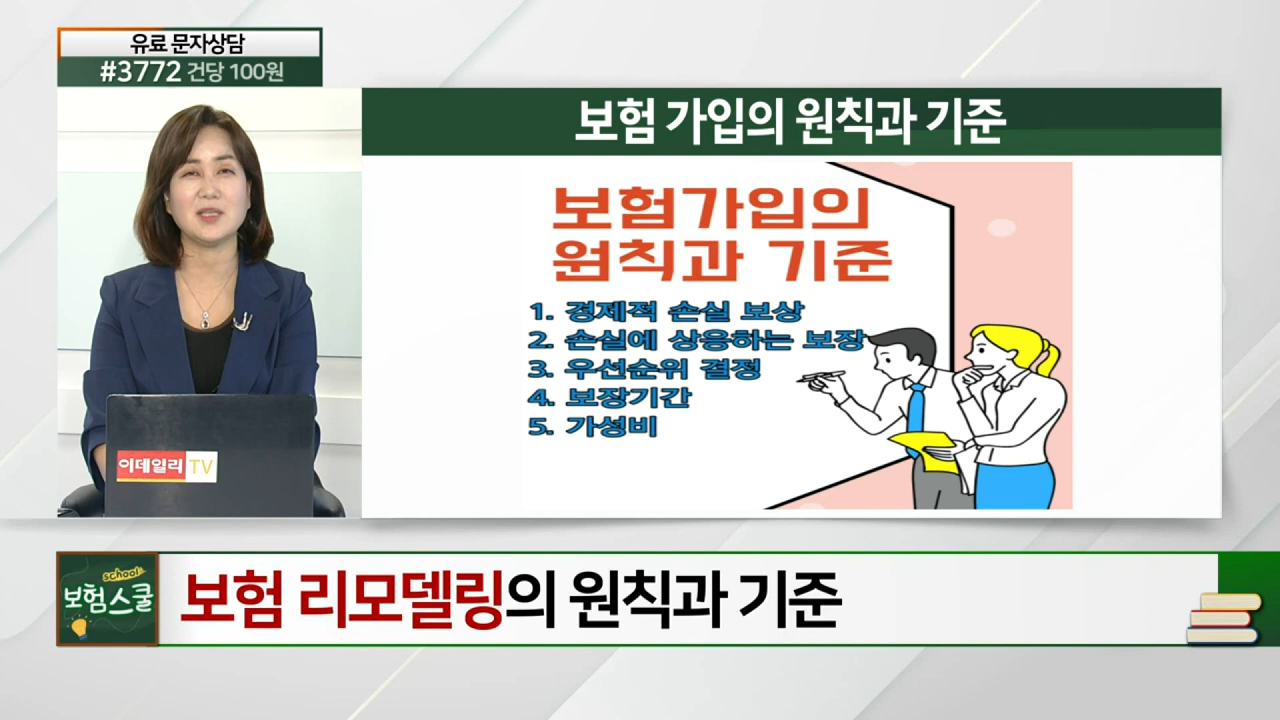 유료 문자상담
#3772 건당 100원
보험 가입의 원칙과 기준
보험가입의
원칙과 기준
1. 경제적 손실 보상
2. 손실에 상응하는 보장
3. 우선순위 결정
4. 보장기간
5. 가성비
이데일리TV
school
보험스쿨
보험 리모델링의 원칙과 기준